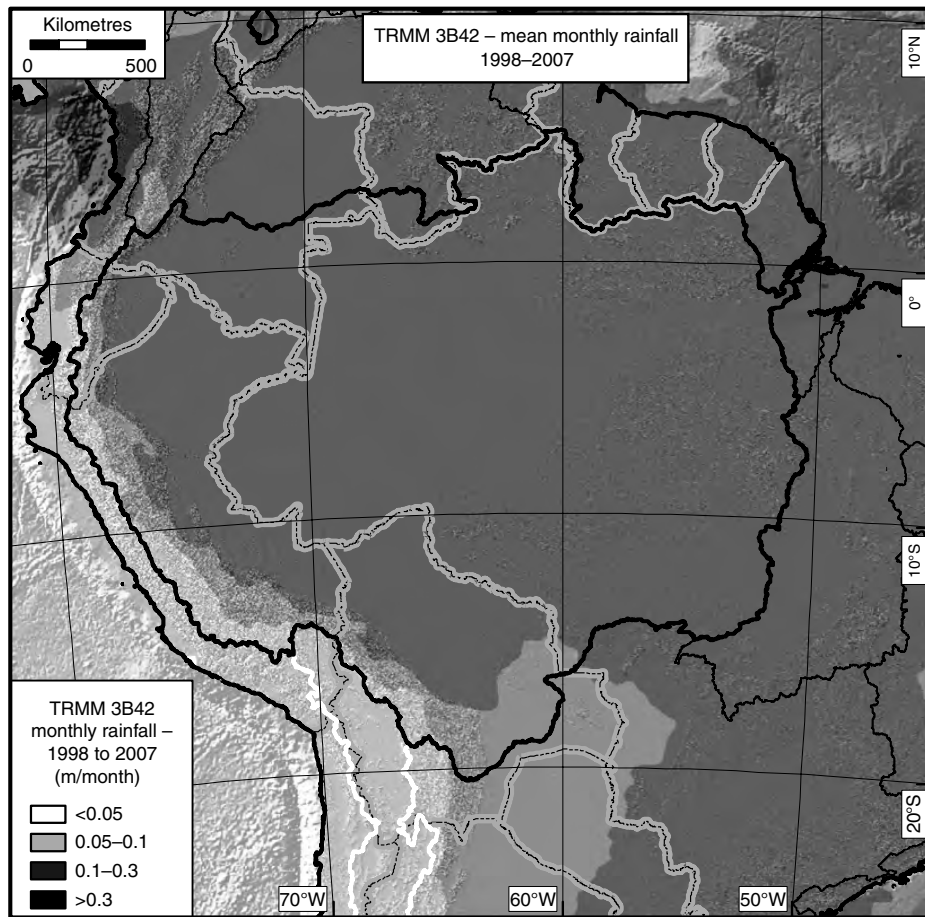 Kilometres
0 500
TRMM 3B42 – mean monthly rainfall
1998–2007
10°N
0°
10°S
20°S
70°W
60°W
50°W
TRMM 3B42
monthly rainfall –
1998 to 2007
(m/month)
<0.05
0.05–0.1
0.1–0.3
>0.3